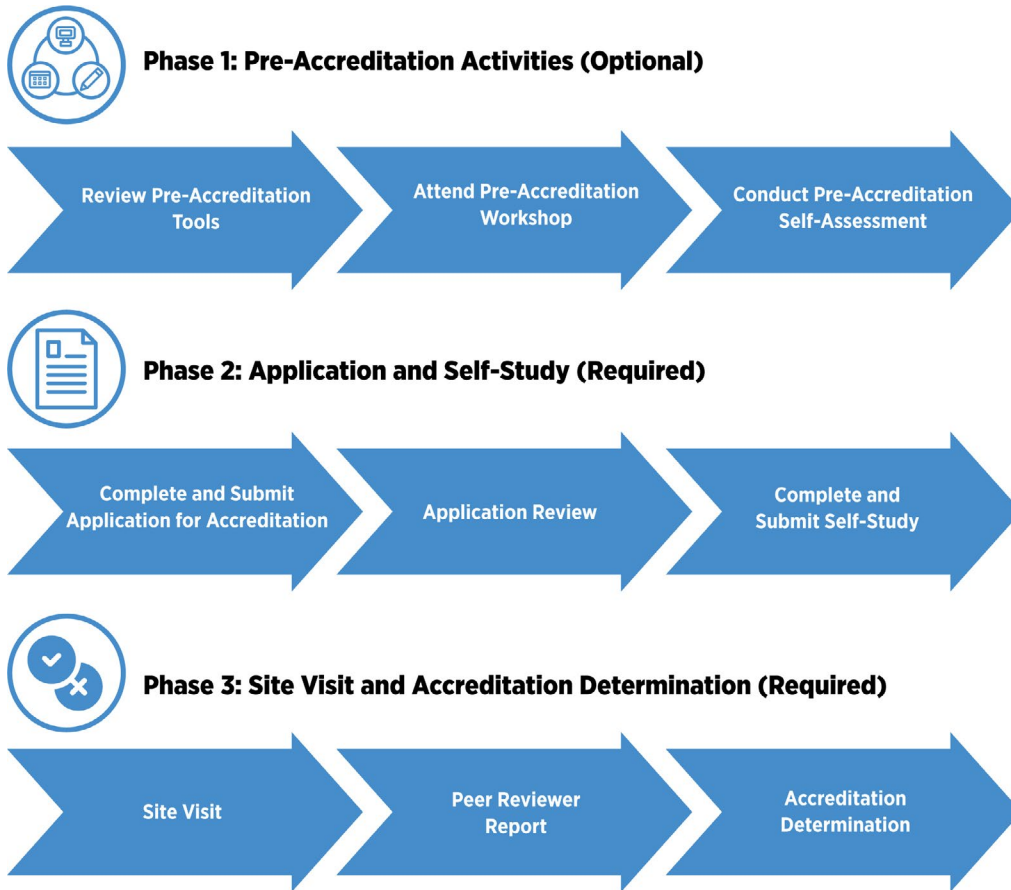 Phase 1: Pre-Accreditation Activities (Optional)
Review Pre-Accreditation
Tools
Attend Pre-Accreditation
Workshop
Conduct Pre-Accreditation
Self-Assessment
Phase 2: Application and Self-Study (Required)
Complete and Submit
Application for Accreditation
Application Review
Complete and
Submit Self-Study
Phase 3: Site Visit and Accreditation Determination (Required)
Site Visit
Peer Reviewer
Report
Accreditation
Determination